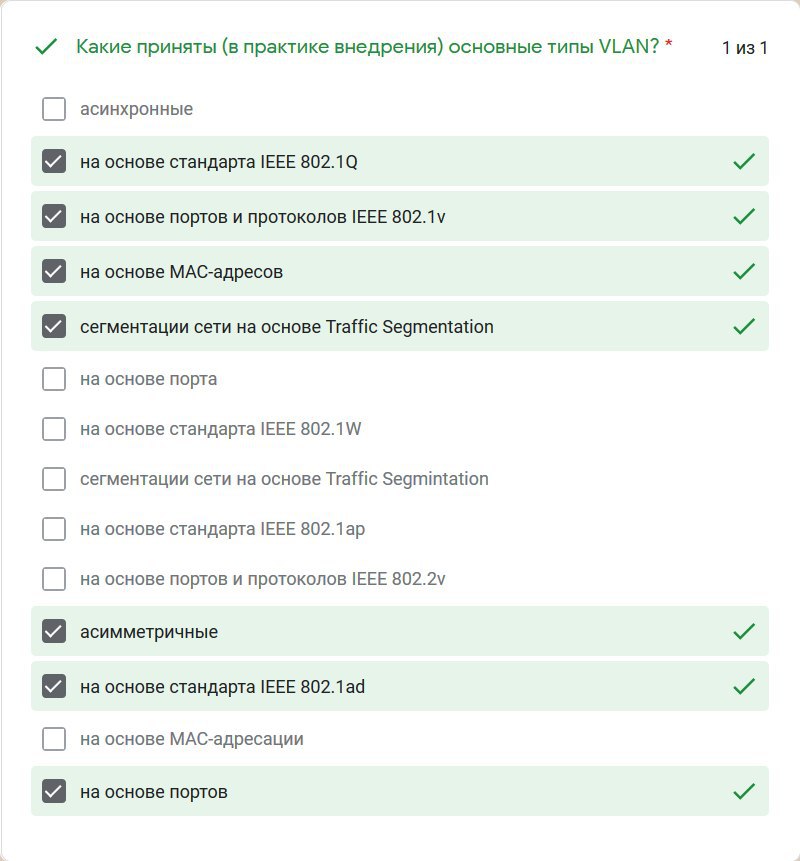 Какие приняты (в практике внедрения) основные типы VLAN? * 1 из 1
асинхронные
на основе стандарта IEEE 802.1Q
на основе портов и протоколов IEEE 802.1v
на основе MAC-адресов
сегментации сети на основе Traffic Segmentation
на основе порта
на основе стандарта IEEE 802.1W
сегментации сети на основе Traffic Segmintation
на основе стандарта IEEE 802.1ap
на основе портов и протоколов IEEE 802.2v
асимметричные
на основе стандарта IEEE 802.1ad
на основе MAC-адресации
на основе портов